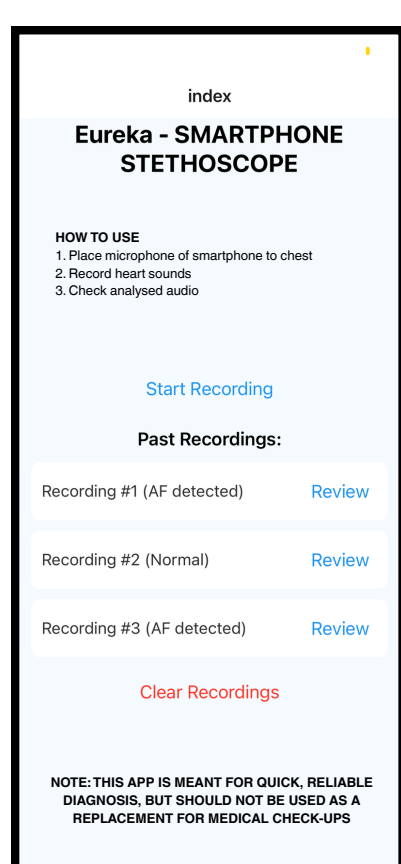 index
Eureka - SMARTPHONE
STETHOSCOPE
HOW TO USE
1. Place microphone of smartphone to chest
2. Record heart sounds
3. Check analysed audio
Start Recording
Past Recordings:
Recording #1 (AF detected) Review
Recording #2 (Normal) Review
Recording #3 (AF detected) Review
Clear Recordings
NOTE: THIS APP IS MEANT FOR QUICK, RELIABLE
DIAGNOSIS, BUT SHOULD NOT BE USED AS A
REPLACEMENT FOR MEDICAL CHECK-UPS